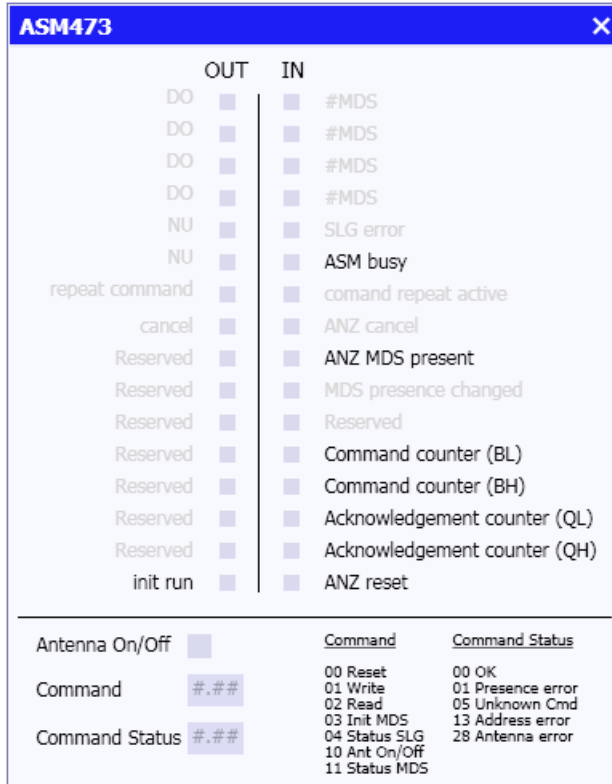 ASM473
OUT IN
DO #MDS
DO #MDS
DO #MDS
DO #MDS
NU SLG error
NU ASM busy
repeat command comand repeat active
cancel ANZ cancel
Reserved ANZ MDS present
Reserved MDS presence changed
Reserved Reserved
Reserved Command counter (BL)
Reserved Command counter (BH)
Reserved Acknowledgement counter (QL)
Reserved Acknowledgement counter (QH)
init run ANZ reset
Antenna On/Off
Command #.##
Command Status #.##
Command
00 Reset
01 Write
02 Read
03 Init MDS
04 Status SLG
10 Ant On/Off
11 Status MDS
Command Status
00 OK
01 Presence error
05 Unknown Cmd
13 Address error
28 Antenna error